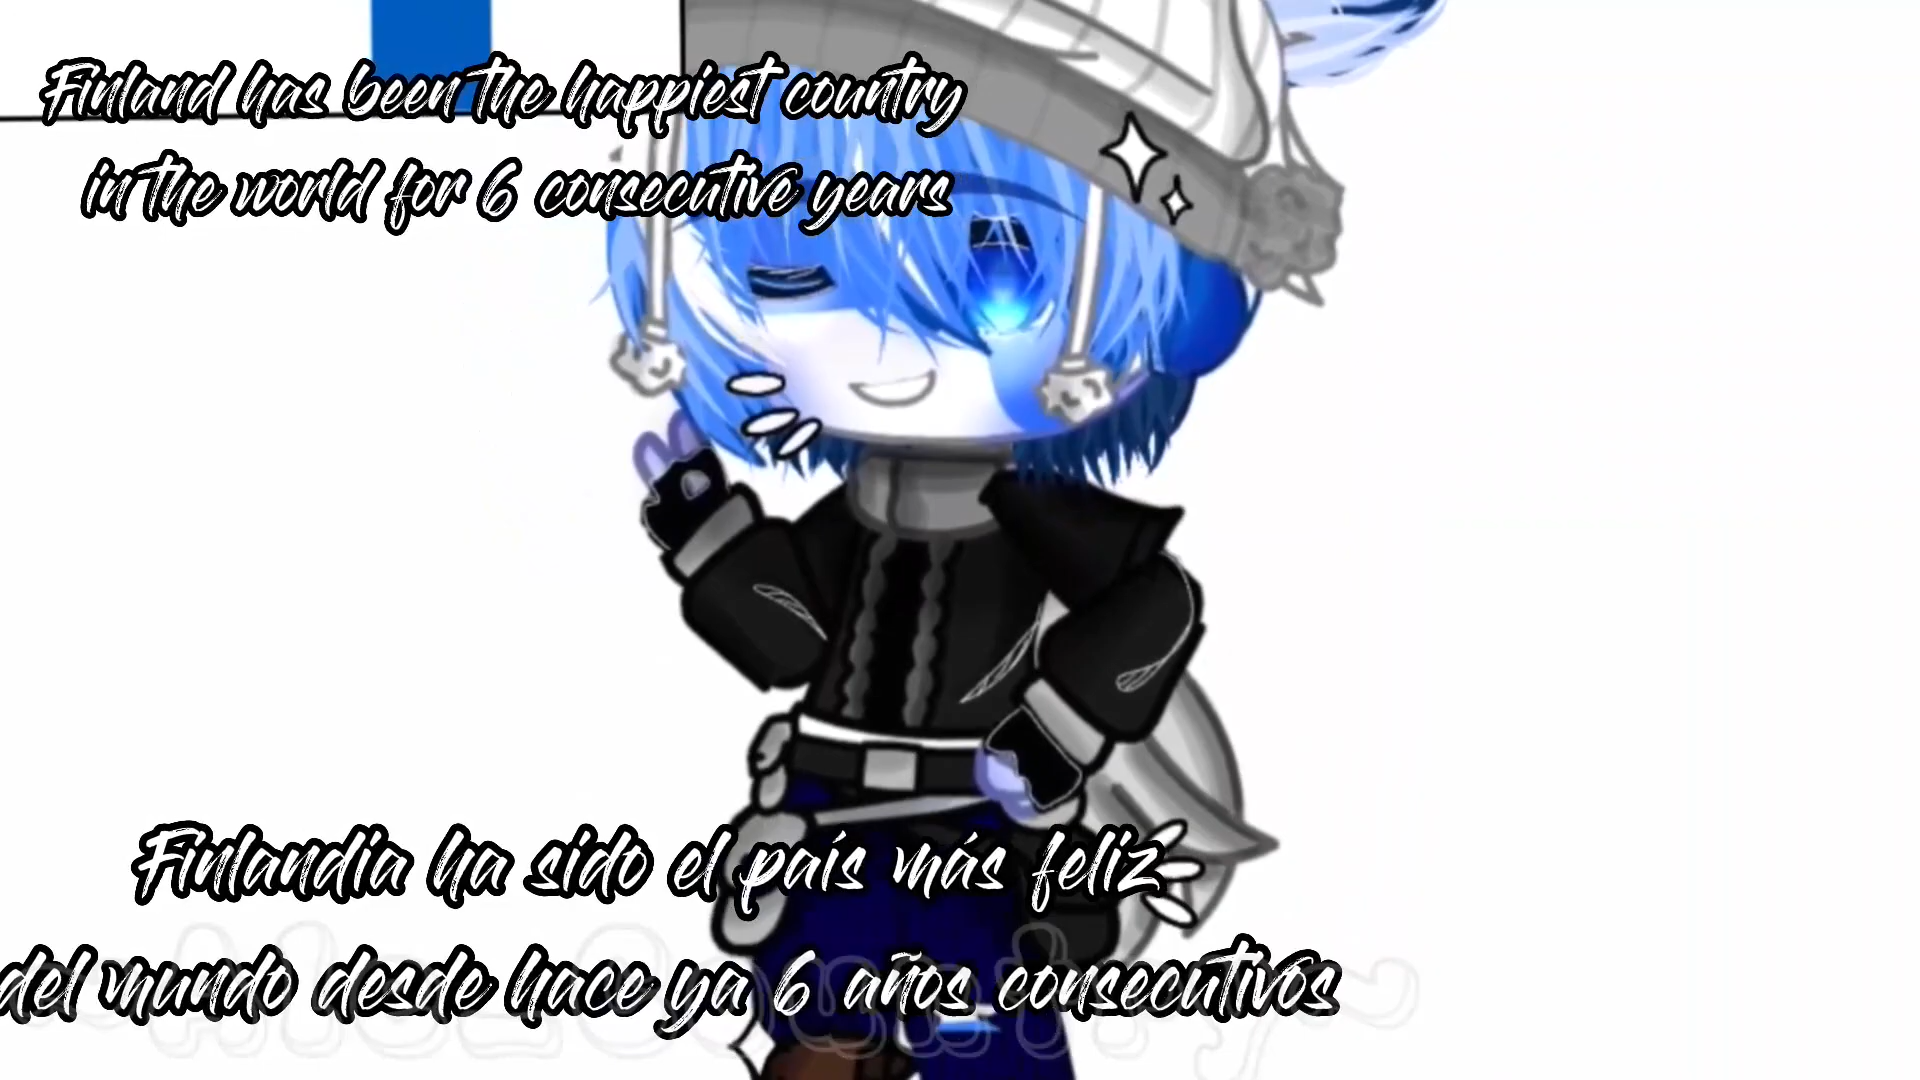 Finland has been the happiest country
in the world for 6 consecutive years
Finlandia ha sido el país más feliz
del mundo desde hace ya 6 años consecutivos